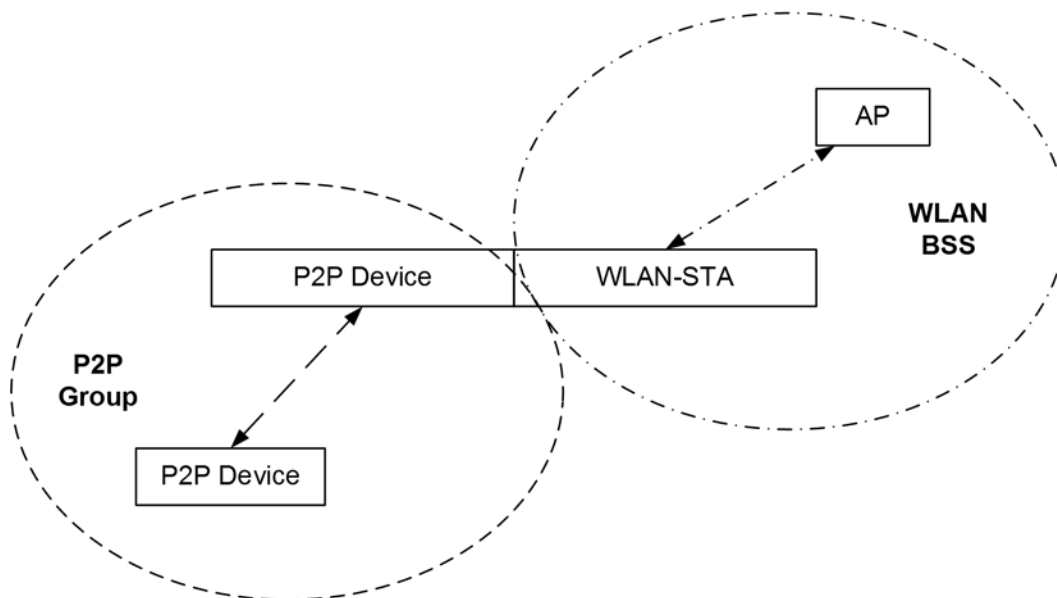 AP
WLAN
BSS
P2P Device
WLAN-STA
P2P
Group
P2P Device